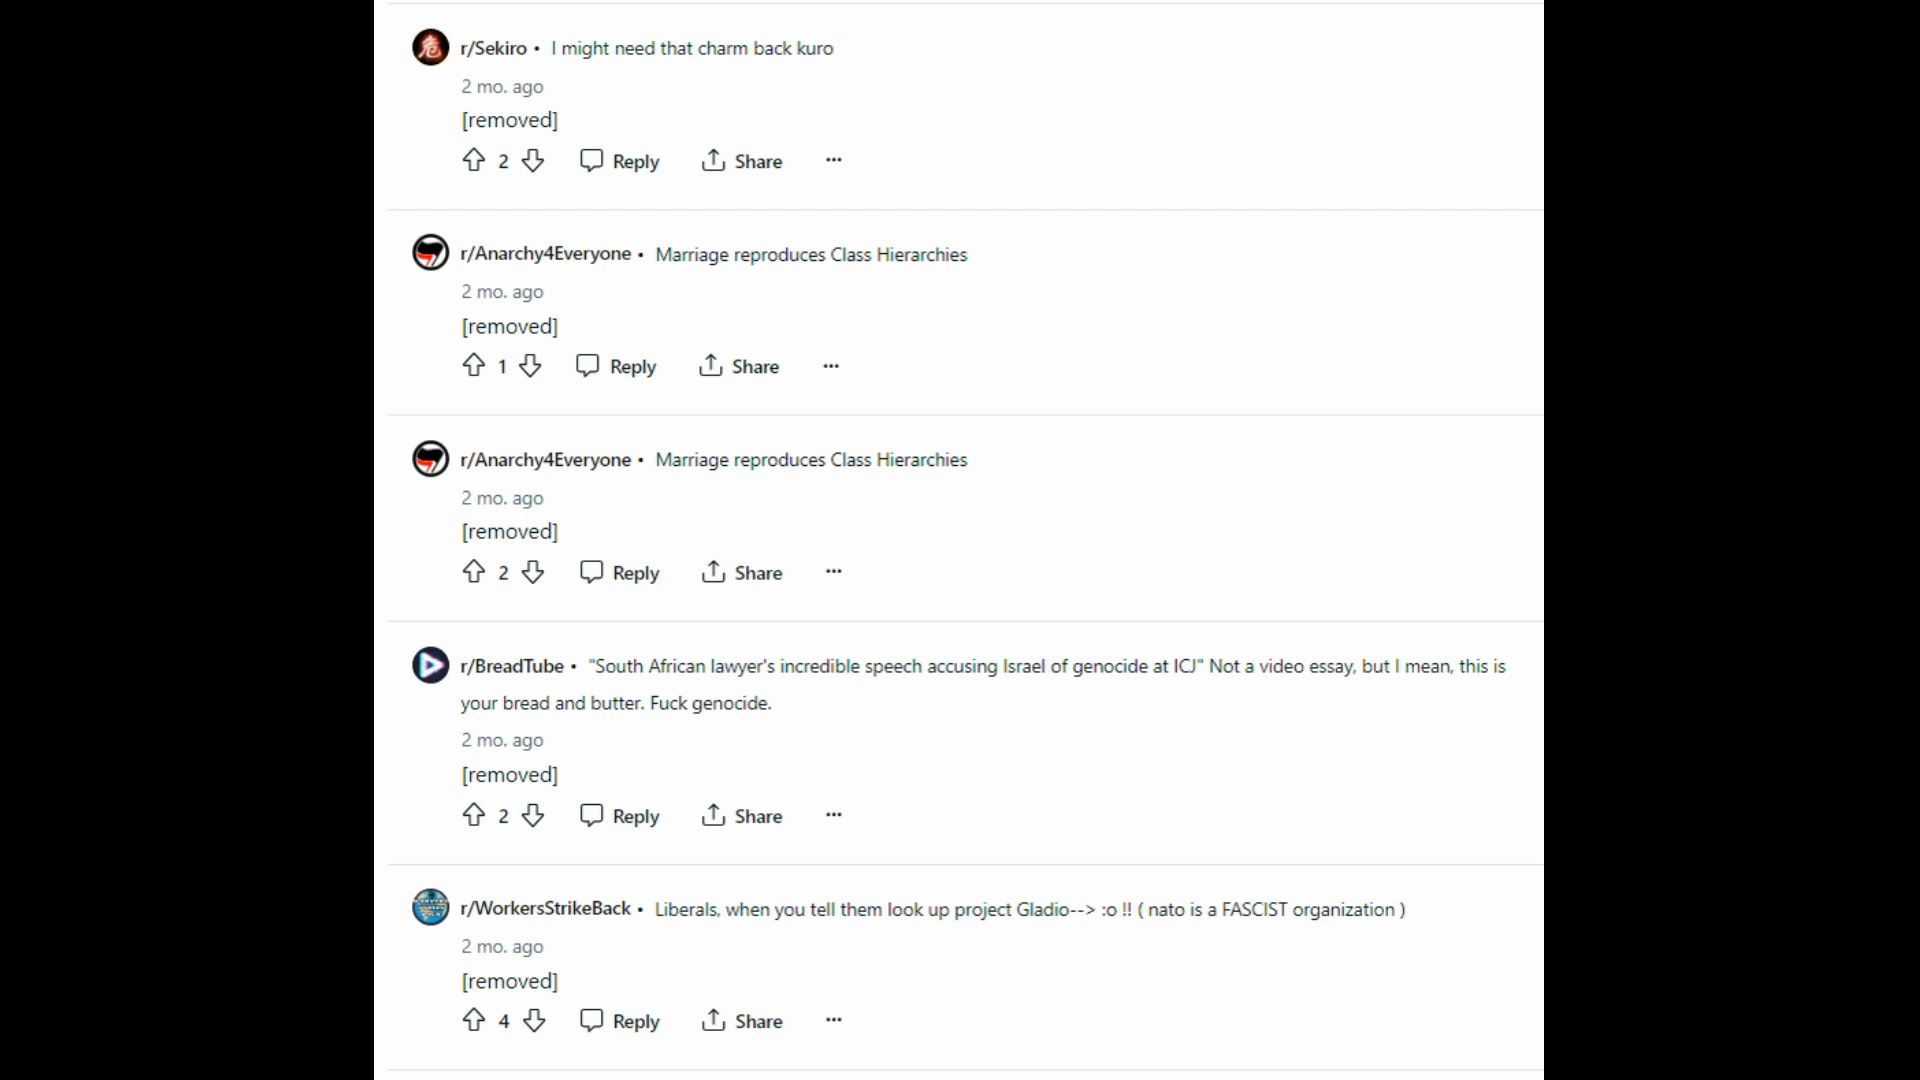 r/Sekiro • I might need that charm back kuro
2 mo. ago
[removed]
2 Reply Share ...
r/Anarchy4Everyone • Marriage reproduces Class Hierarchies
2 mo. ago
[removed]
1 Reply Share ...
r/Anarchy4Everyone • Marriage reproduces Class Hierarchies
2 mo. ago
[removed]
2 Reply Share ...
r/BreadTube • "South African lawyer's incredible speech accusing Israel of genocide at ICJ" Not a video essay, but I mean, this is
your bread and butter. Fuck genocide.
2 mo. ago
[removed]
2 Reply Share ...
r/WorkersStrikeBack • Liberals, when you tell them look up project Gladio--> :o !! ( nato is a FASCIST organization )
2 mo. ago
[removed]
4 Reply Share ...